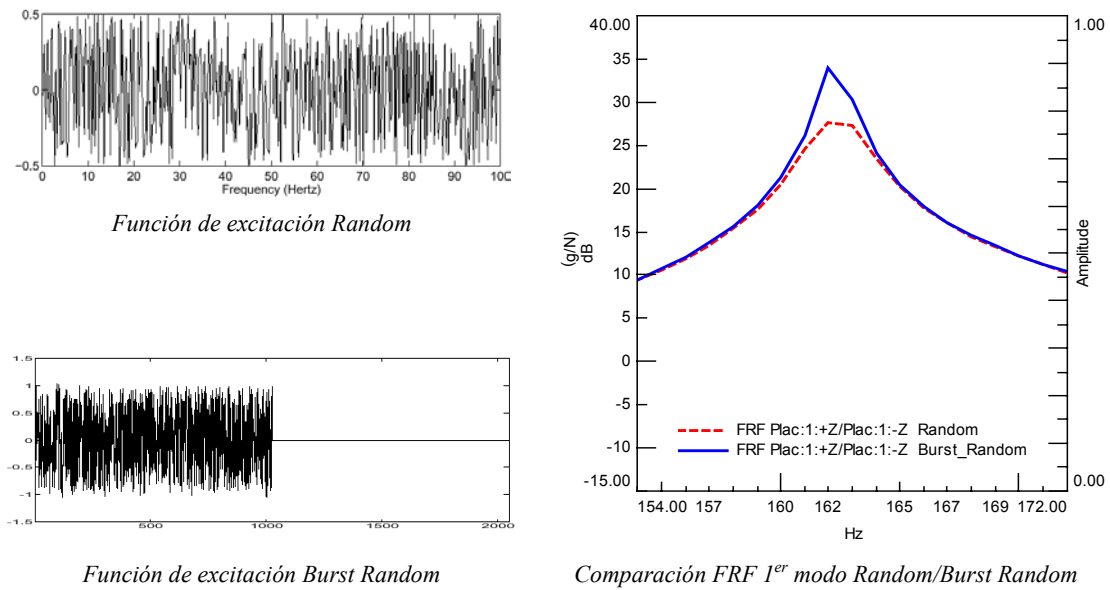 0.5
0
-0.5
0 10 20 30 40 50 60 70 80 90 100
Frequency (Hertz)
Función de excitación Random
1.5
1
0.5
0
-0.5
-1
-1.5
500 1000 1500 2000
Función de excitación Burst Random
40.00
35
30
25
20
15
10
5
0
-5
-10
-15.00
(g/N)
dB
1.00
0.00
Amplitude
FRF Plac:1:+Z/Plac:1:-Z Random
FRF Plac:1:+Z/Plac:1:-Z Burst_Random
154.00 157 160 162 165 167 169 172.00
Hz
Comparación FRF 1er modo Random/Burst Random